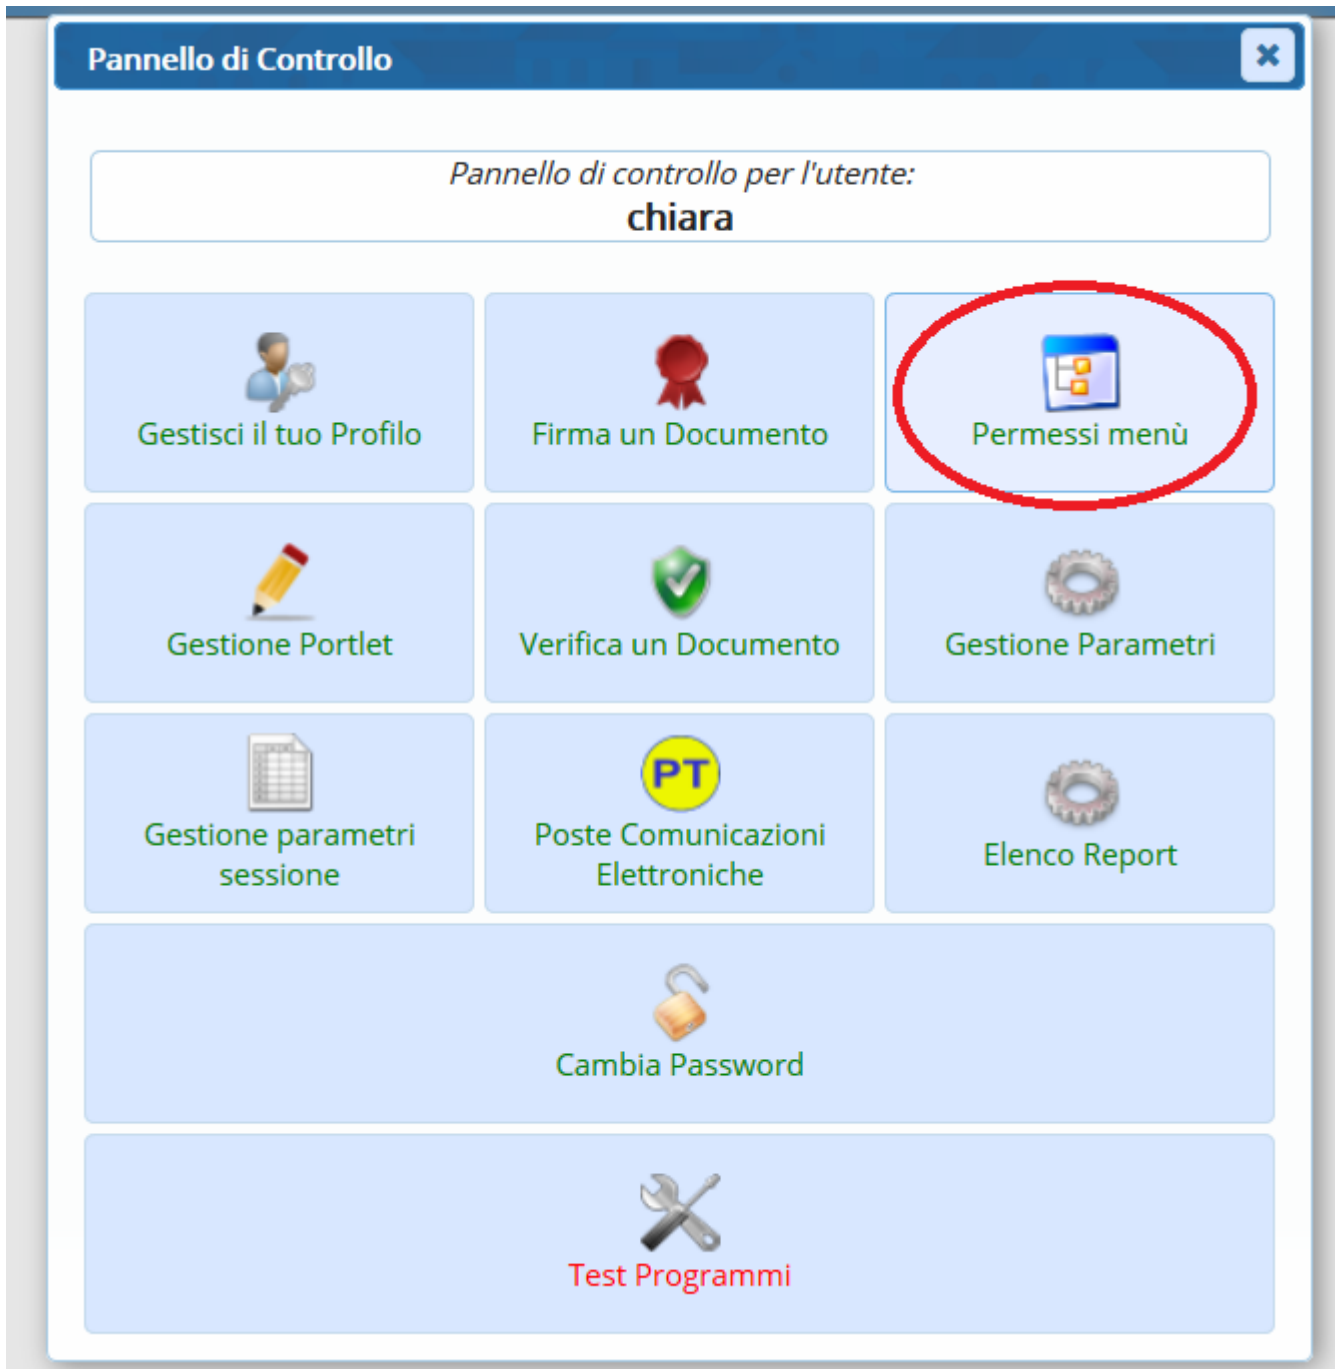 Pannello di Controllo
Pannello di controllo per l'utente:
chiara
Gestisci il tuo Profilo
Firma un Documento
Permessi menù
Gestione Portlet
Verifica un Documento
Gestione Parametri
Gestione parametri
sessione
PT
Poste Comunicazioni
Elettroniche
Elenco Report
Cambia Password
Test Programmi